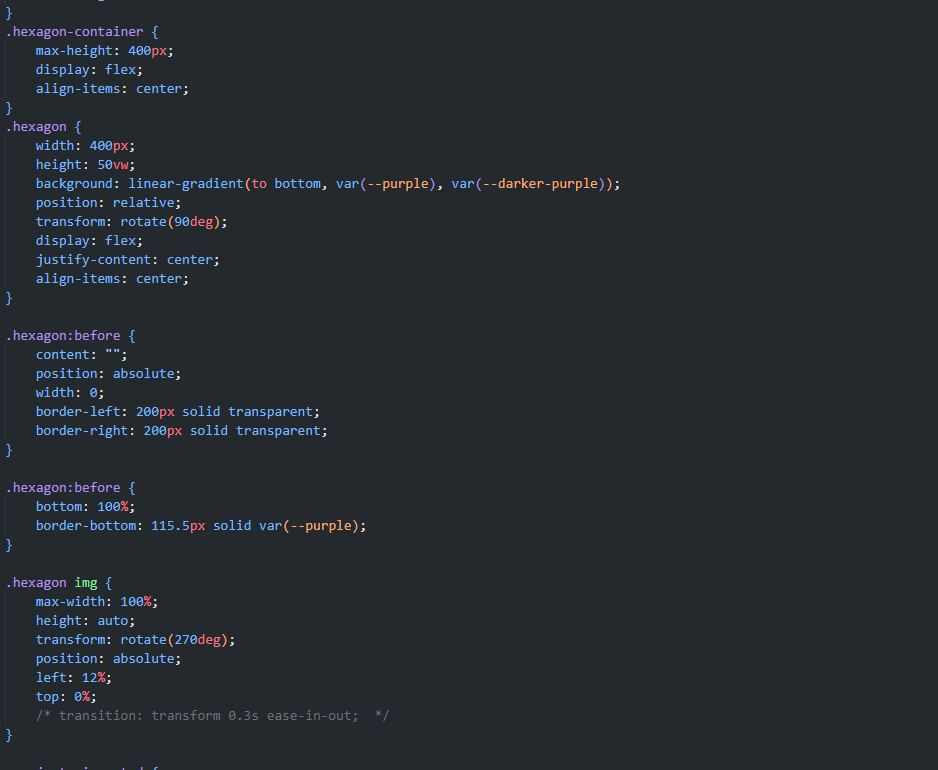 }
.hexagon-container {
    max-height: 400px;
    display: flex;
    align-items: center;
}
.hexagon {
    width: 400px;
    height: 50vw;
    background: linear-gradient(to bottom, var(--purple), var(--darker-purple));
    position: relative;
    transform: rotate(90deg);
    display: flex;
    justify-content: center;
    align-items: center;
}

.hexagon:before {
    content: "";
    position: absolute;
    width: 0;
    border-left: 200px solid transparent;
    border-right: 200px solid transparent;
}

.hexagon:before {
    bottom: 100%;
    border-bottom: 115.5px solid var(--purple);
}

.hexagon img {
    max-width: 100%;
    height: auto;
    transform: rotate(270deg);
    position: absolute;
    left: 12%;
    top: 0%;
    /* transition: transform 0.3s ease-in-out;  */
}